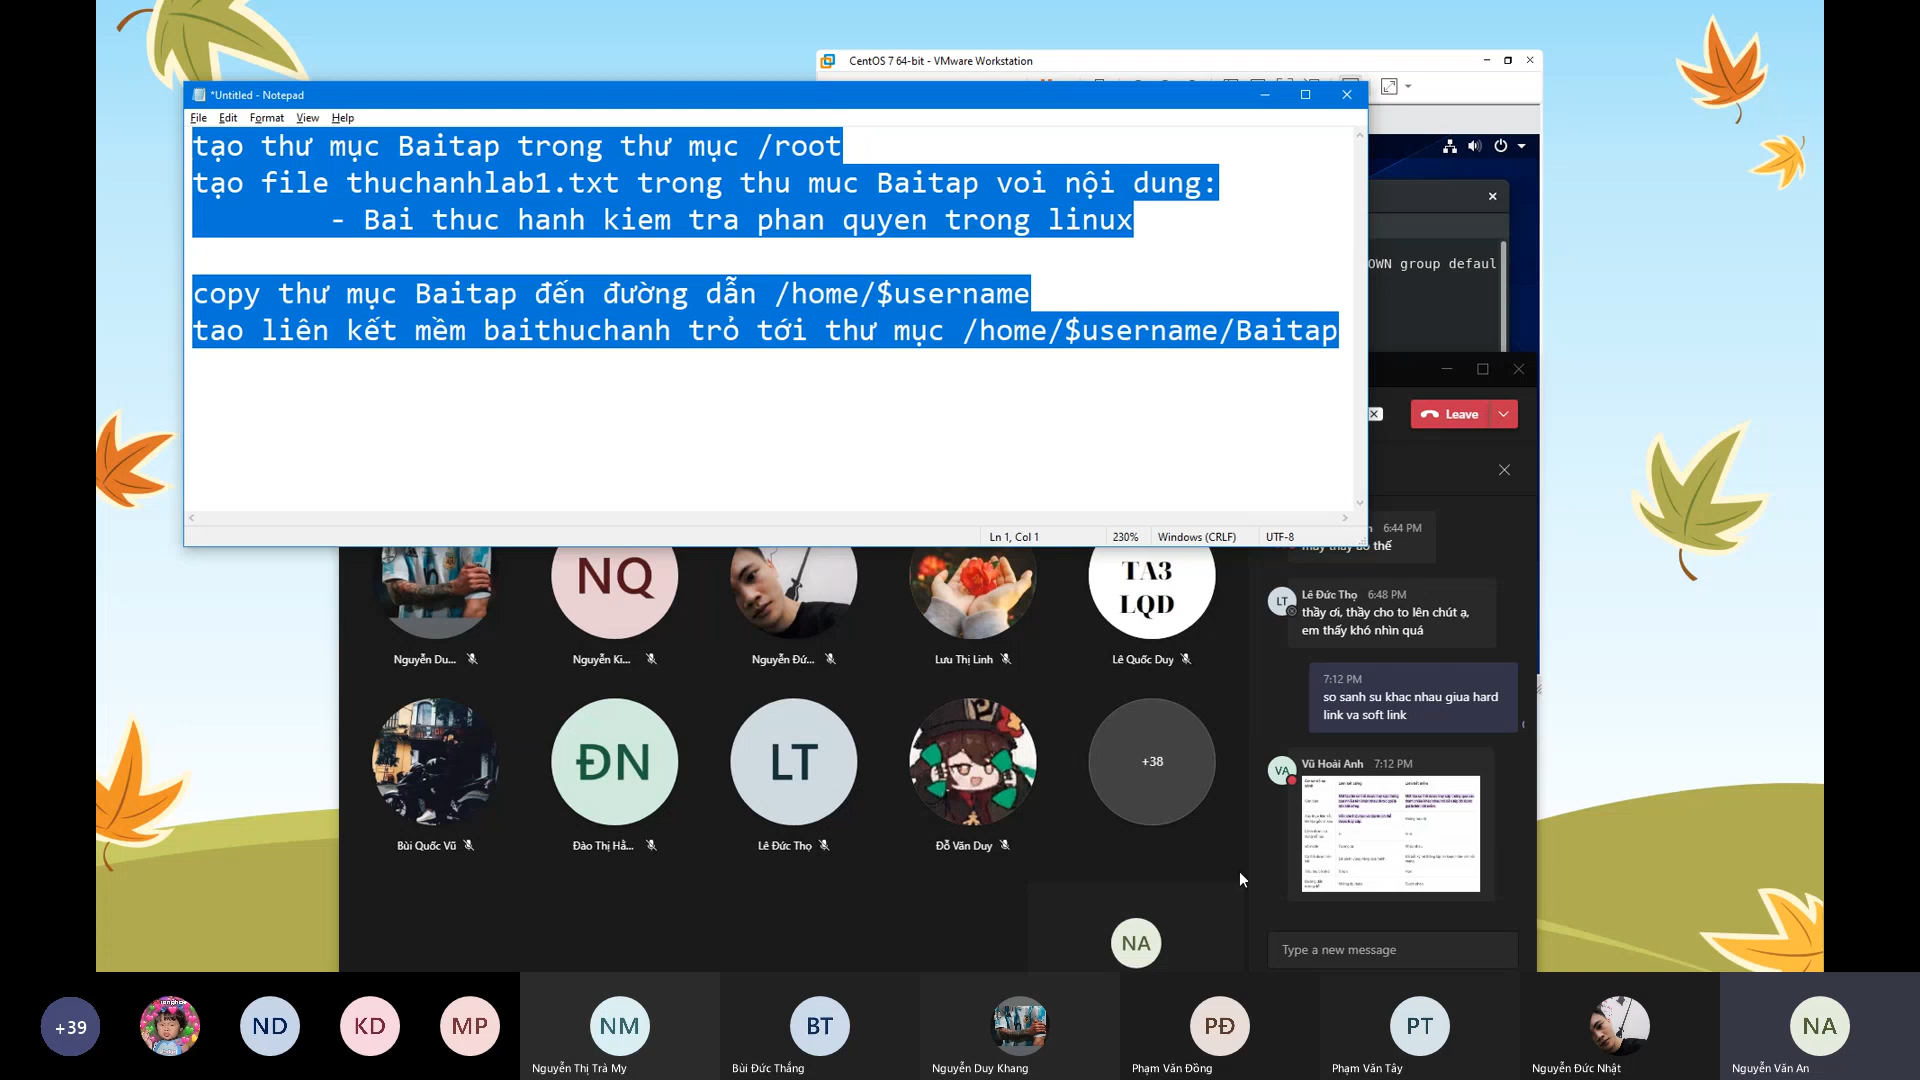 CentOS 7 64-bit - VMware Workstation
*Untitled - Notepad
File Edit Format View Help
tạo thư mục Baitap trong thư mục /root
tạo file thuchanhlab1.txt trong thu muc Baitap voi nội dung:
- Bai thuc hanh kiem tra phan quyen trong linux
copy thư mục Baitap đến đường dẫn /home/$username
tao liên kết mềm baithuchanh trỏ tới thư mục /home/$username/Baitap
Ln 1, Col 1 230% Windows (CRLF) UTF-8
OWN group defaul
Leave
6:44 PM
Lê Đức Thọ 6:48 PM
thầy ơi, thầy cho to lên chút ạ,
em thấy khó nhìn quá
7:12 PM
so sanh su khac nhau giua hard
link va soft link
Vũ Hoài Anh 7:12 PM
VA
LT
Type a new message
NQ
TA3
LQD
Nguyễn Du...
Nguyễn Ki...
Nguyễn Đứ...
Lưu Thị Linh
Lê Quốc Duy
ĐN
LT
+38
Bùi Quốc Vũ
Đào Thị Hằ...
Lê Đức Thọ
Đỗ Văn Duy
NA
+39
ND
KD
MP
NM
BT
PĐ
PT
NA
Nguyễn Thị Trà My
Bùi Đức Thắng
Nguyễn Duy Khang
Phạm Văn Đồng
Phạm Văn Tây
Nguyễn Đức Nhật
Nguyễn Văn An